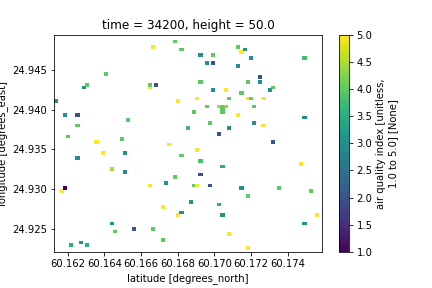 time = 34200, height = 50.0
24.945
24.940
24.935
24.930
24.925
longitude [degrees_east]
60.162 60.164 60.166 60.168 60.170 60.172 60.174
latitude [degrees_north]
5.0
4.5
4.0
3.5
3.0
2.5
2.0
1.5
1.0
air quality index [unitless,
1.0 to 5.0] [None]